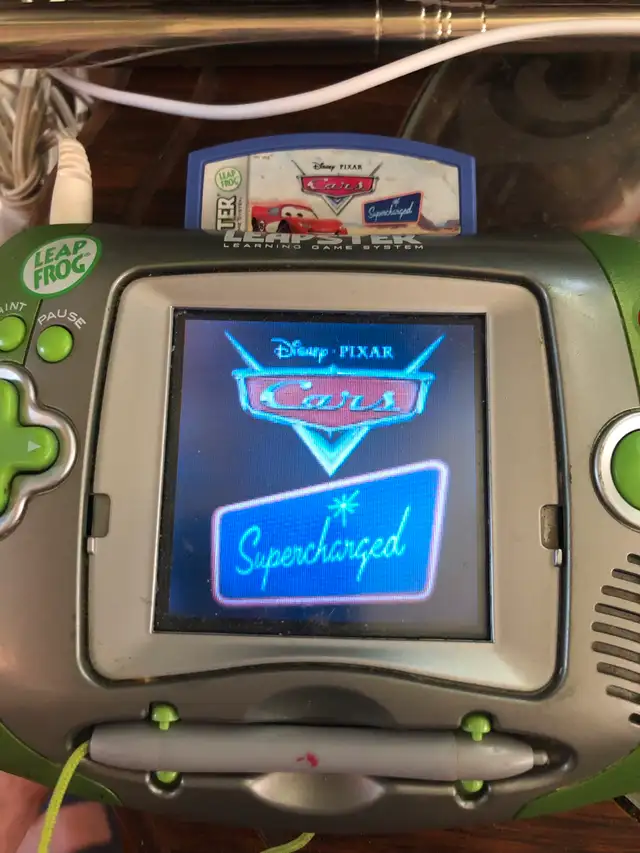 Disney · PIXAR
Cars
Supercharged
LEAP
FROG
LEAPSTER
LEARNING GAME SYSTEM
LEAP
FROG
PAUSE
Disney · PIXAR
Cars
Supercharged